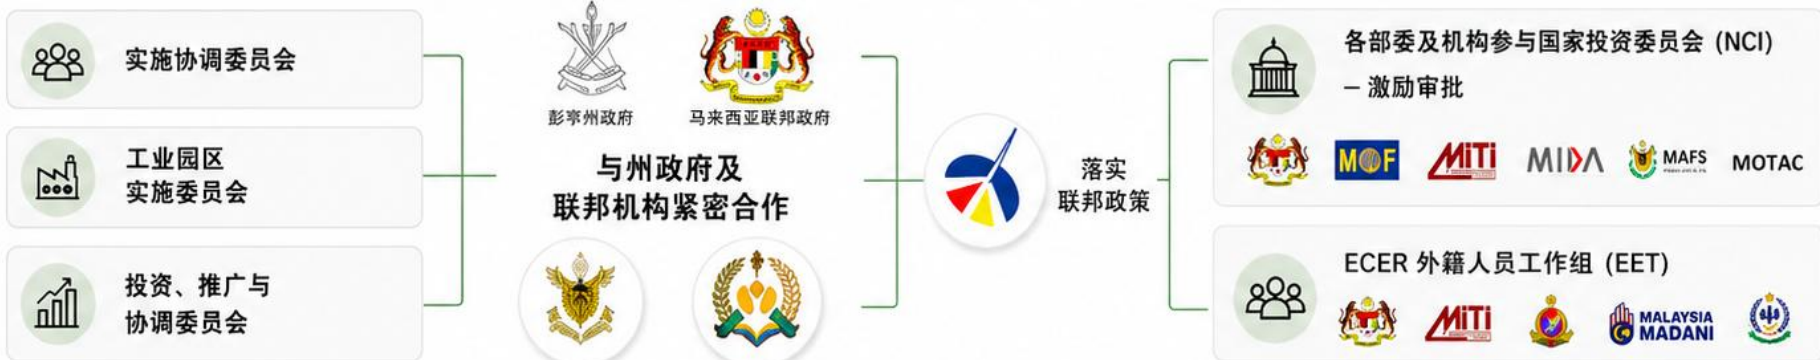 实施协调委员会
工业园区
实施委员会
投资、推广与
协调委员会
彭亨州政府
马来西亚联邦政府
与州政府及
联邦机构紧密合作
落实
联邦政策
各部委及机构参与国家投资委员会 (NCI)
– 激励审批
MOF
MiTi
MIDA
MAFS
MOTAC
ECER 外籍人员工作组 (EET)
MiTi
MALAYSIA
MADANI